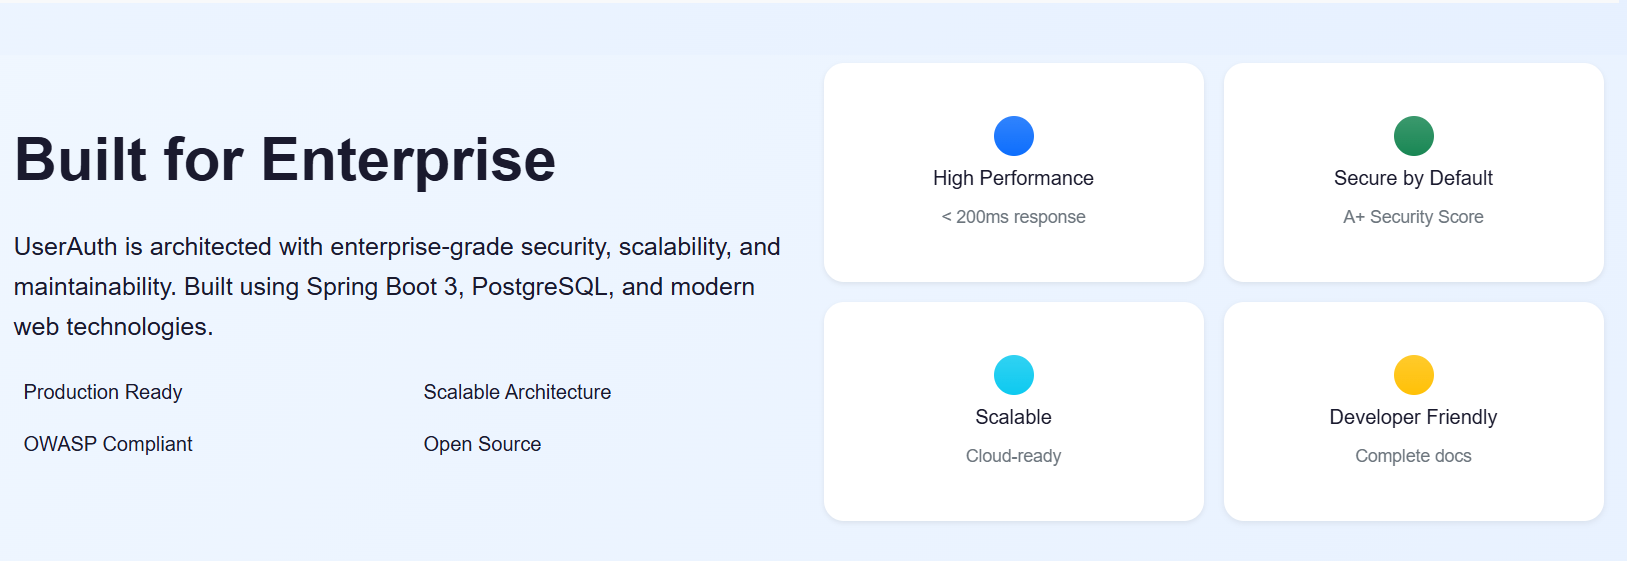 Built for Enterprise
UserAuth is architected with enterprise-grade security, scalability, and
maintainability. Built using Spring Boot 3, PostgreSQL, and modern
web technologies.
Production Ready
Scalable Architecture
OWASP Compliant
Open Source
High Performance
< 200ms response
Secure by Default
A+ Security Score
Scalable
Cloud-ready
Developer Friendly
Complete docs